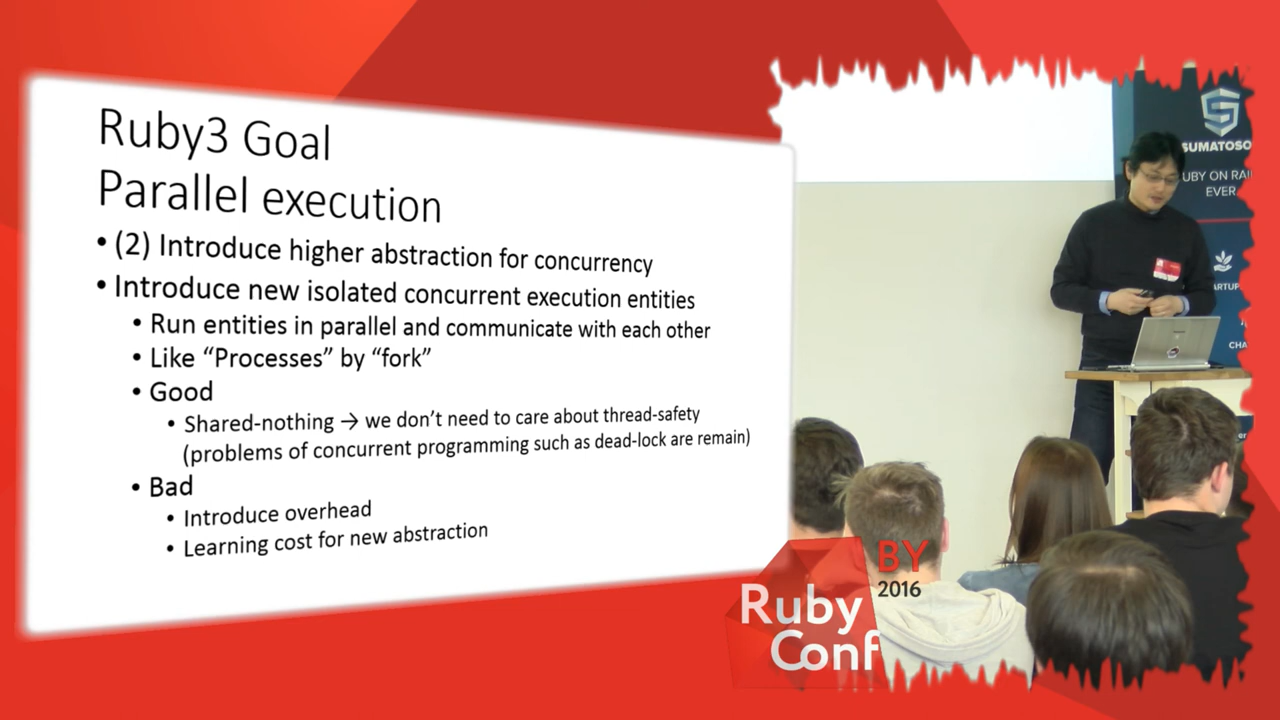 Ruby3 Goal
Parallel execution
• (2) Introduce higher abstraction for concurrency
• Introduce new isolated concurrent execution entities
• Run entities in parallel and communicate with each other
• Like “Processes” by “fork”
• Good
• Shared-nothing → we don’t need to care about thread-safety
(problems of concurrent programming such as dead-lock are remain)
• Bad
• Introduce overhead
• Learning cost for new abstraction
SUMATOSO
UBY ON RAI
EVER
ARTUP
CHA
BY
2016
Ruby
Conf